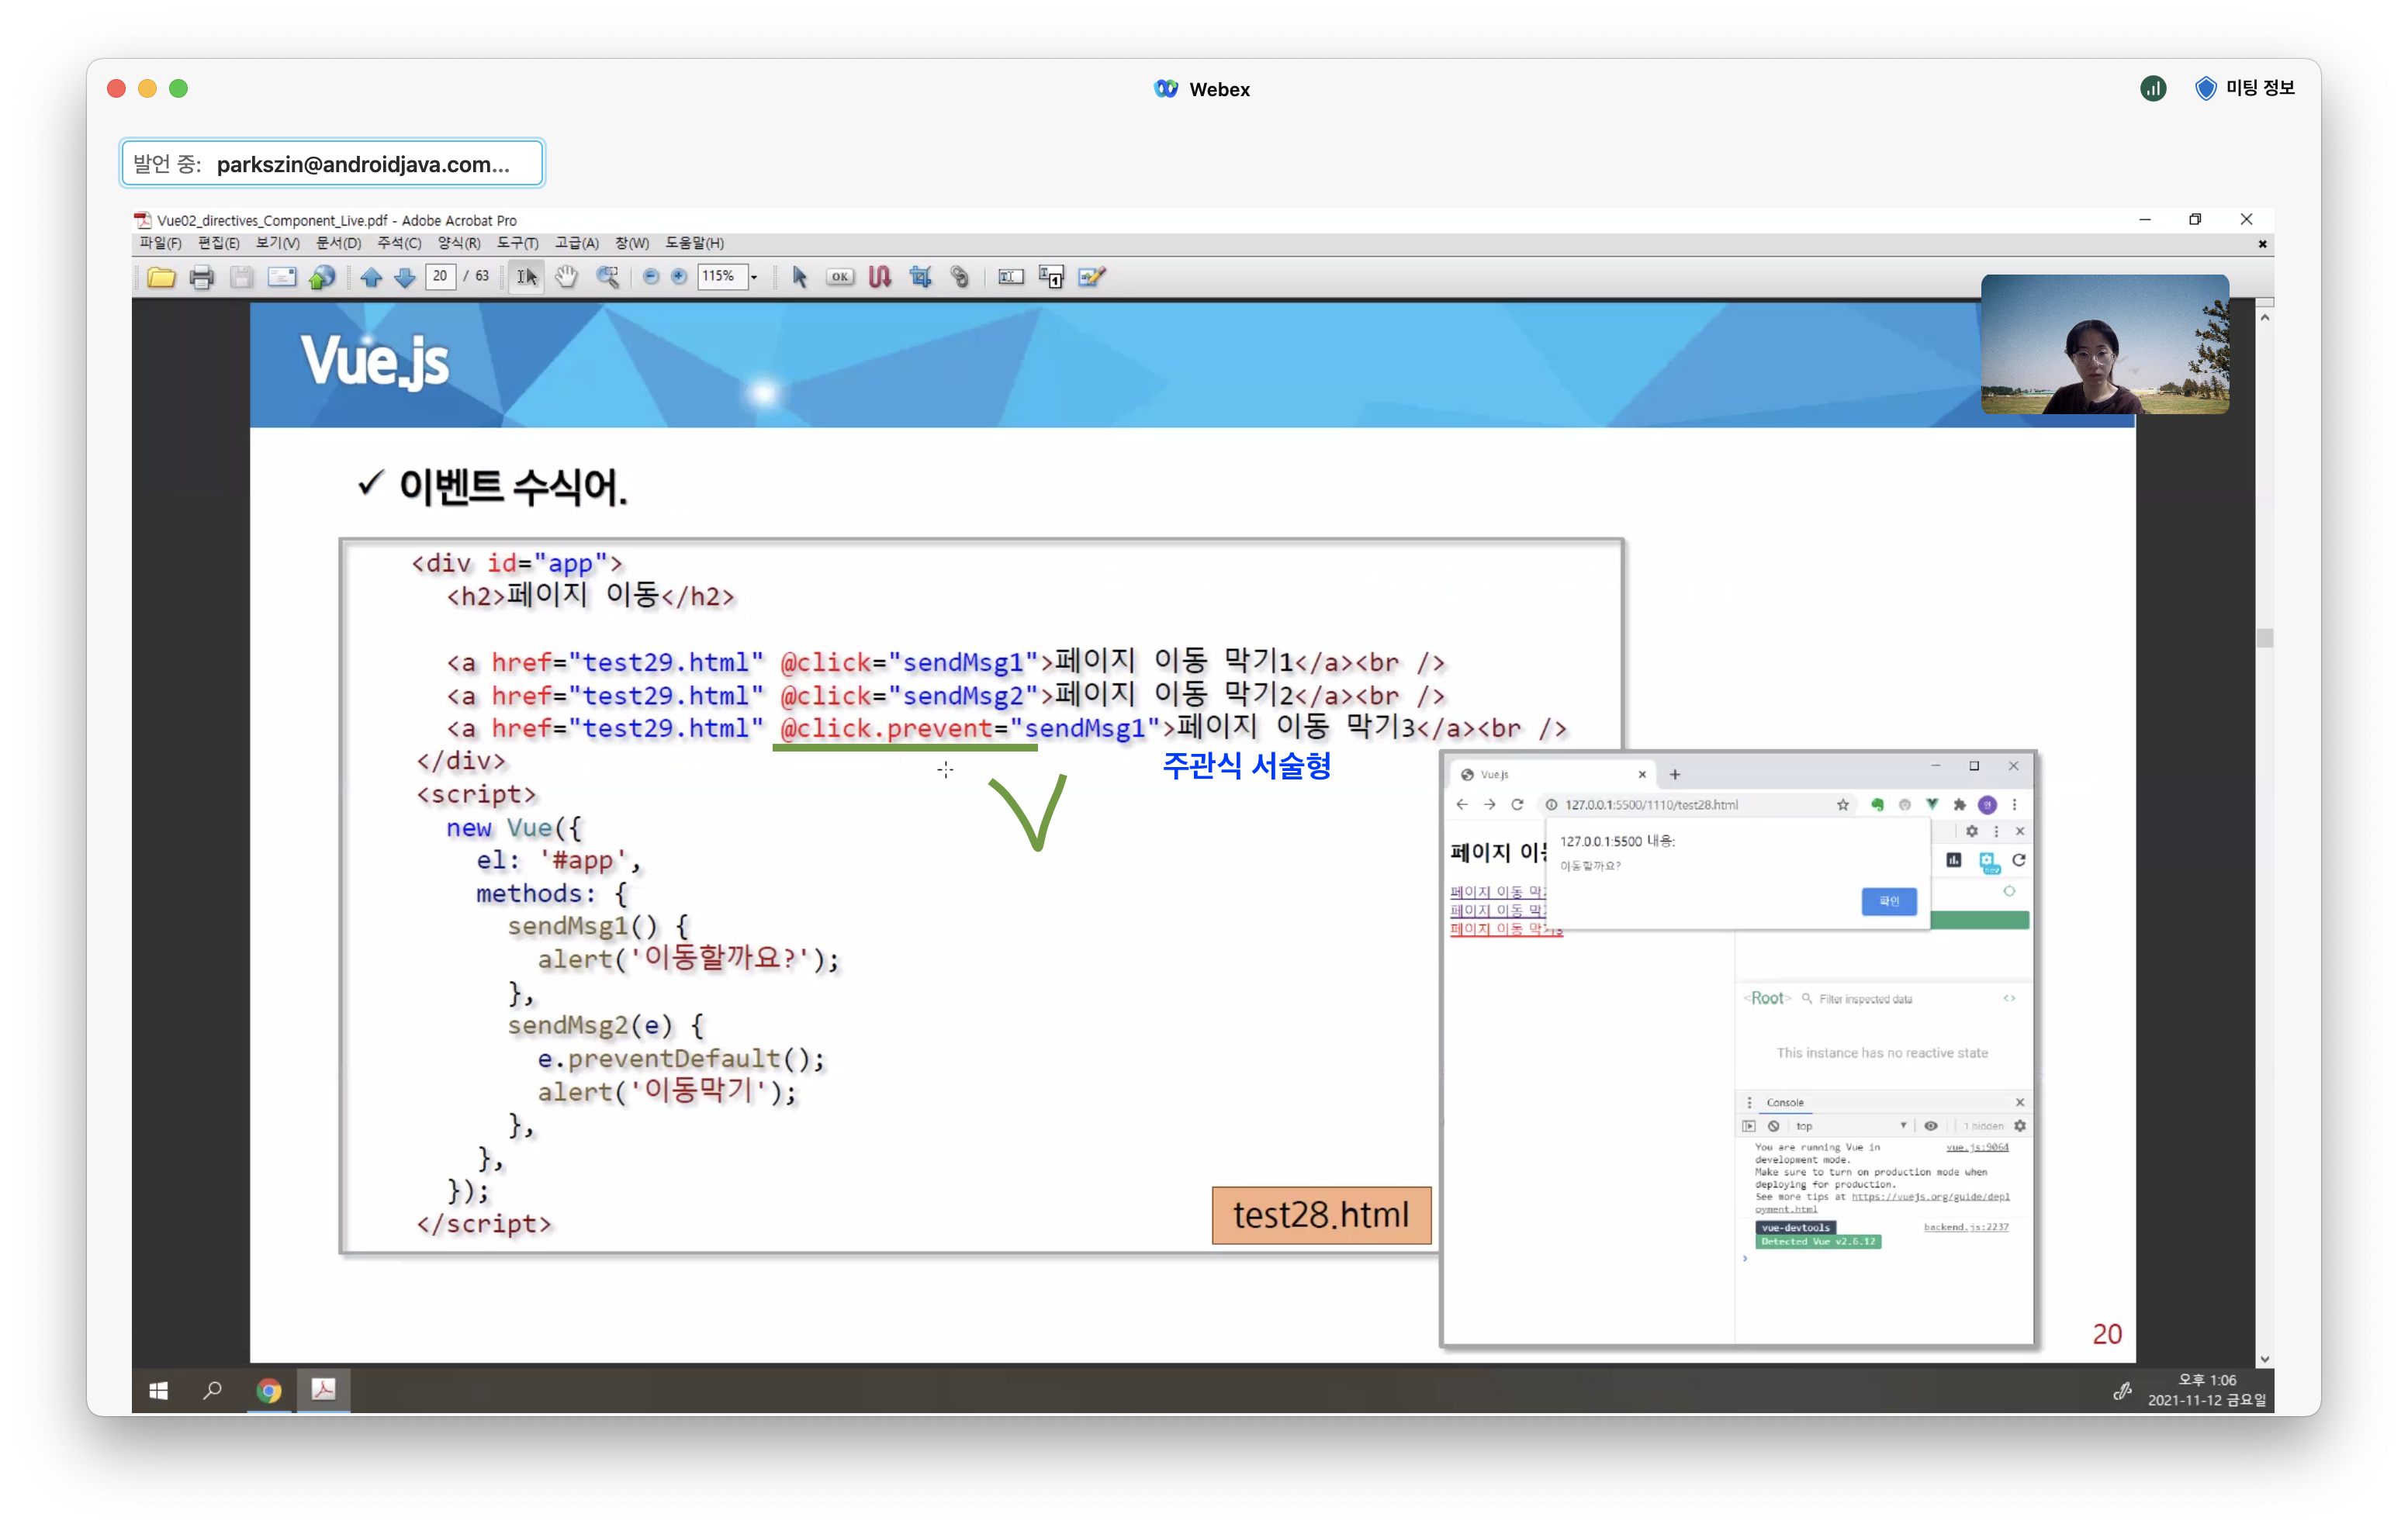 Webex
미팅 정보
발언 중: parkszin@androidjava.com...
Vue02_directives_Component_Live.pdf - Adobe Acrobat Pro
파일(F) 편집(E) 보기(V) 문서(D) 주석(C) 양식(R) 도구(T) 고급(A) 창(W) 도움말(H)
20 / 63 115%
OK
Vue.js
✓ 이벤트 수식어.
<div id="app">
<h2>페이지 이동</h2>
<a href="test29.html" @click="sendMsg1">페이지 이동 막기1</a><br />
<a href="test29.html" @click="sendMsg2">페이지 이동 막기2</a><br />
<a href="test29.html" @click.prevent="sendMsg1">페이지 이동 막기3</a><br />
</div>
주관식 서술형
<script>
new Vue({
el: '#app',
methods: {
sendMsg1() {
alert('이동할까요?');
},
sendMsg2(e) {
e.preventDefault();
alert('이동막기');
},
},
});
</script>
test28.html
Vue.js
127.0.0.1:5500/1110/test28.html
127.0.0.1:5500 내용:
이동할까요?
확인
페이지 이동
페이지 이동 막기
페이지 이동 막기
페이지 이동 막기3
<Root> Filter inspected data
This instance has no reactive state
Console
top 1 hidden
You are running Vue in vue.js:9064
development mode.
Make sure to turn on production mode when
deploying for production.
See more tips at https://vuejs.org/guide/depl
oyment.html
vue-devtools backend.js:2237
Detected Vue v2.6.12
20
오후 1:06
2021-11-12 금요일